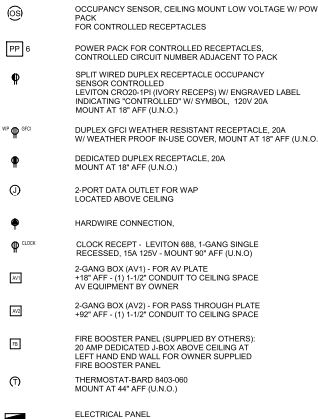 OS OCCUPANCY SENSOR, CEILING MOUNT LOW VOLTAGE W/ POW
PACK
FOR CONTROLLED RECEPTACLES
PP 6 POWER PACK FOR CONTROLLED RECEPTACLES,
CONTROLLED CIRCUIT NUMBER ADJACENT TO PACK
SPLIT WIRED DUPLEX RECEPTACLE OCCUPANCY
SENSOR CONTROLLED
LEVITON CRO20-1PI (IVORY RECEPS) W/ ENGRAVED LABEL
INDICATING "CONTROLLED" W/ SYMBOL, 120V 20A
MOUNT AT 18" AFF (U.N.O.)
WP GFCI DUPLEX GFCI WEATHER RESISTANT RECEPTACLE, 20A
W/ WEATHER PROOF IN-USE COVER, MOUNT AT 18" AFF (U.N.O.
DEDICATED DUPLEX RECEPTACLE, 20A
MOUNT AT 18" AFF (U.N.O.)
J 2-PORT DATA OUTLET FOR WAP
LOCATED ABOVE CEILING
HARDWIRE CONNECTION,
CLOCK CLOCK RECEPT - LEVITON 688, 1-GANG SINGLE
RECESSED, 15A 125V - MOUNT 90" AFF (U.N.O)
AV1 2-GANG BOX (AV1) - FOR AV PLATE
+18" AFF - (1) 1-1/2" CONDUIT TO CEILING SPACE
AV EQUIPMENT BY OWNER
AV2 2-GANG BOX (AV2) - FOR PASS THROUGH PLATE
+92" AFF - (1) 1-1/2" CONDUIT TO CEILING SPACE
FB FIRE BOOSTER PANEL (SUPPLIED BY OTHERS):
20 AMP DEDICATED J-BOX ABOVE CEILING AT
LEFT HAND END WALL FOR OWNER SUPPLIED
FIRE BOOSTER PANEL
T THERMOSTAT-BARD 8403-060
MOUNT AT 44" AFF (U.N.O.)
ELECTRICAL PANEL